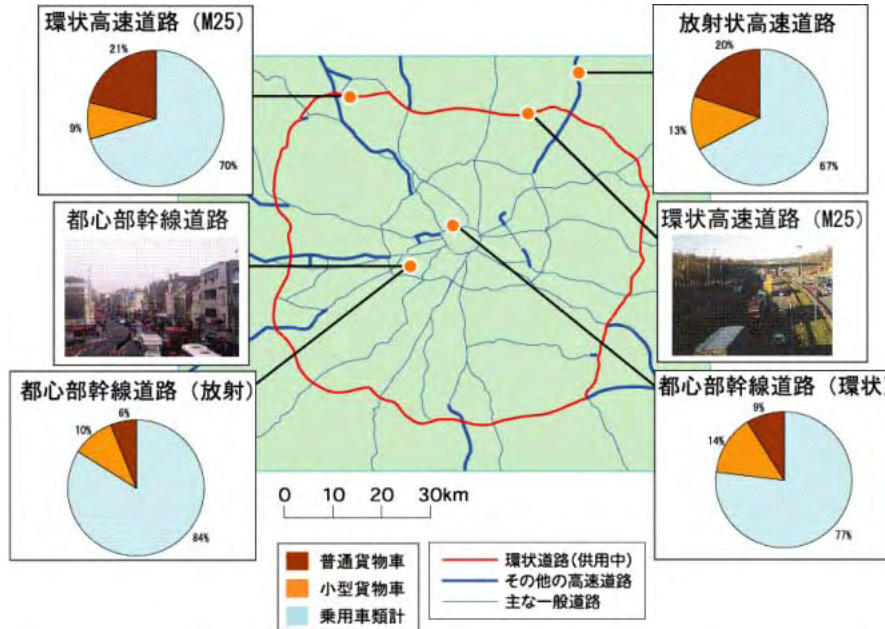 環状高速道路（M25）
21%
9%
70%
放射状高速道路
20%
13%
67%
都心部幹線道路
環状高速道路（M25）
都心部幹線道路（放射）
6%
10%
84%
都心部幹線道路（環状）
9%
14%
77%
0 10 20 30km
普通貨物車
小型貨物車
乗用車類計
環状道路(供用中)
その他の高速道路
主な一般道路